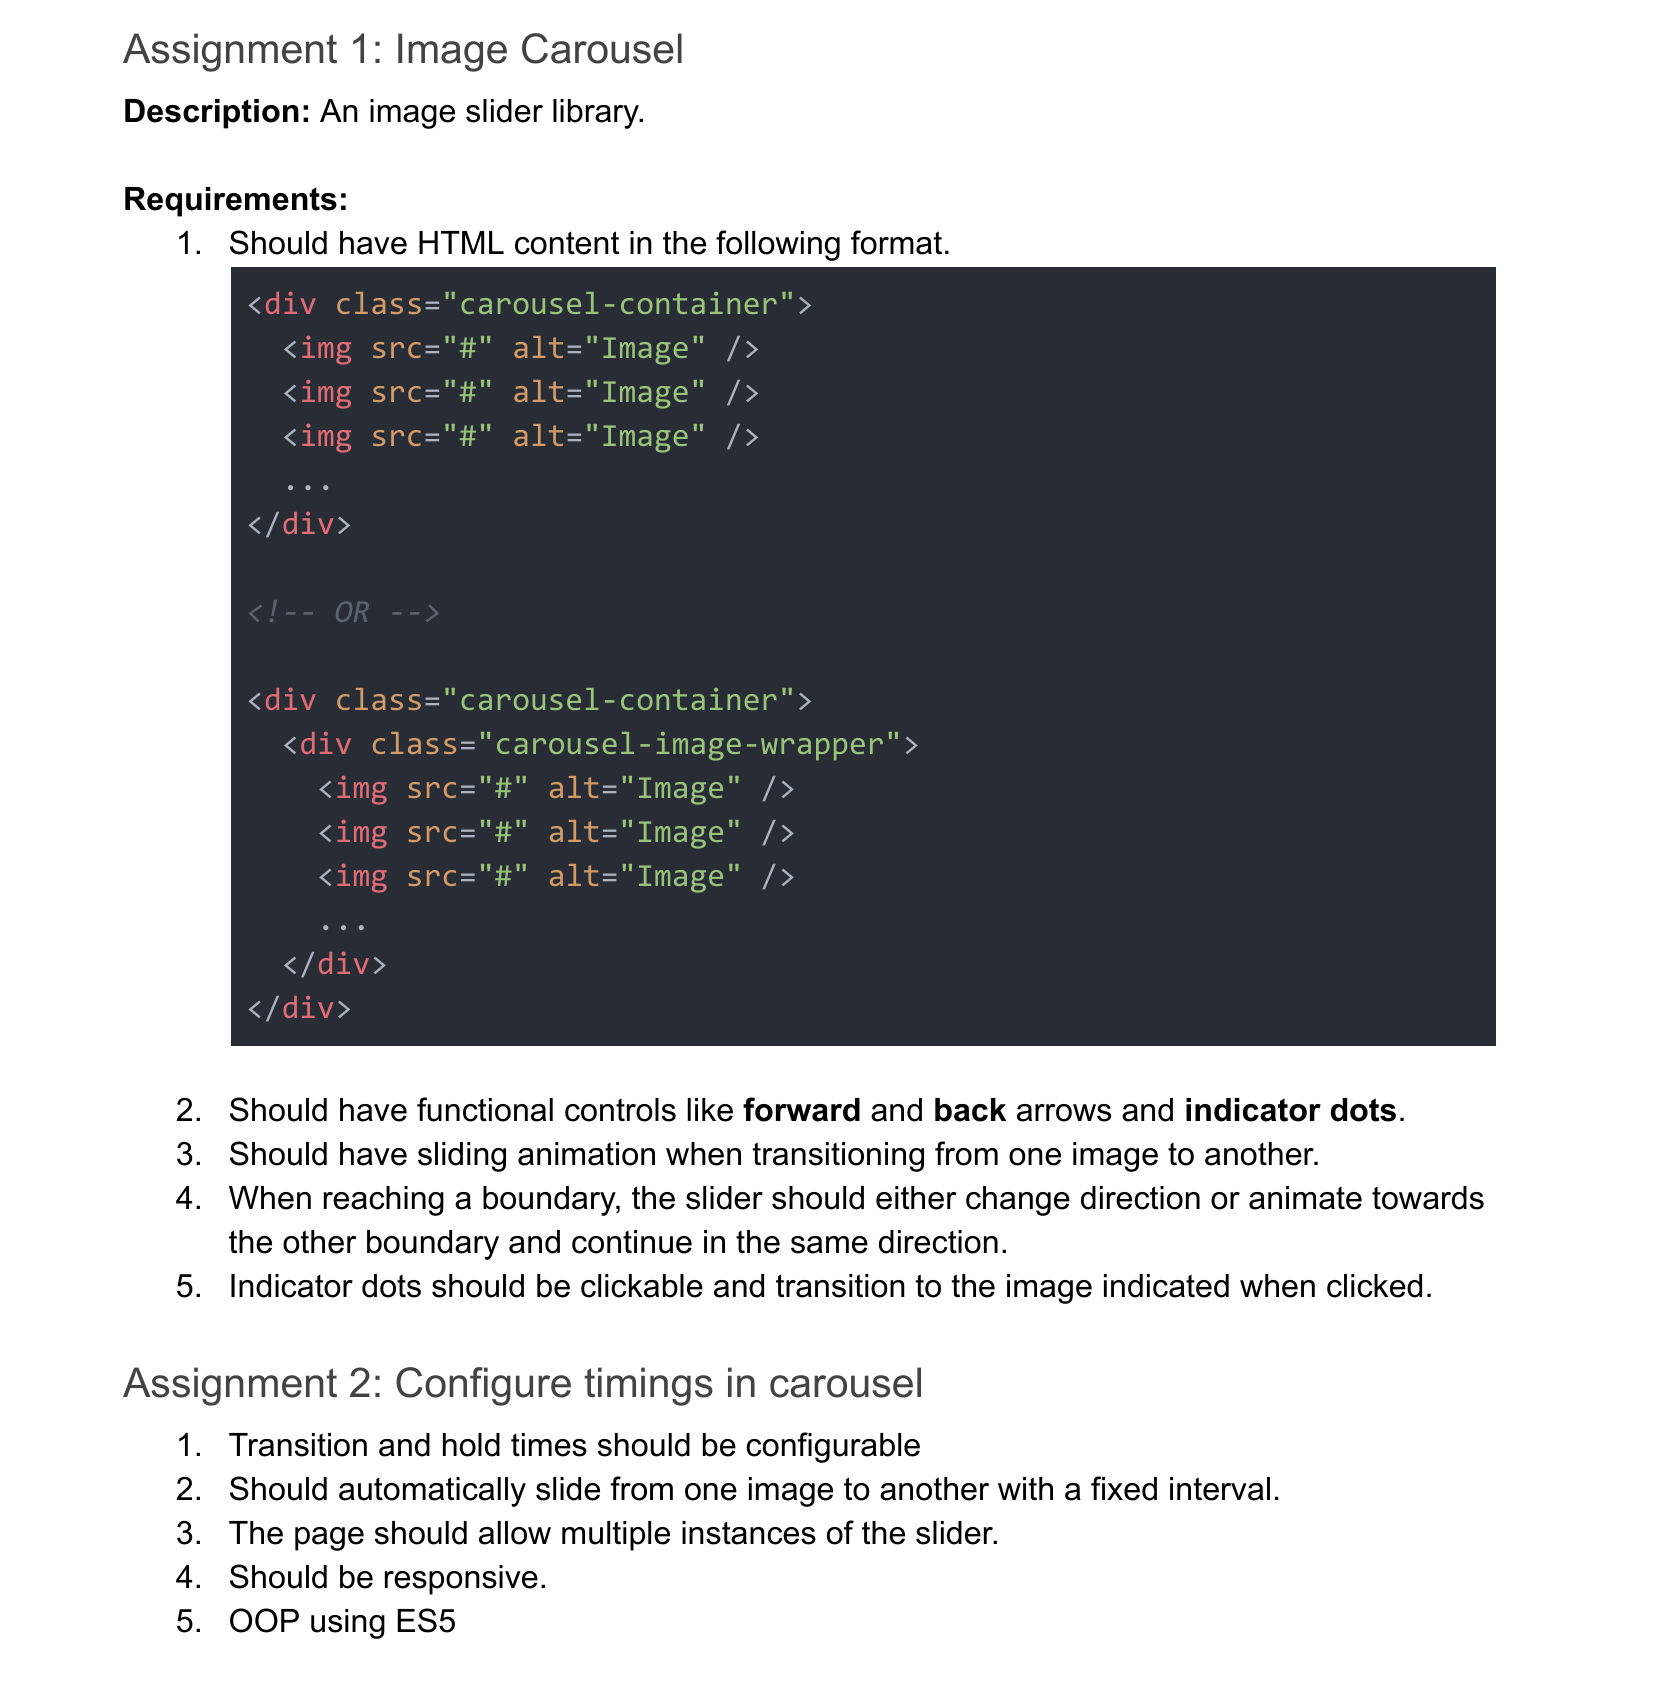 Assignment 1: Image Carousel
Description: An image slider library.
Requirements:
1. Should have HTML content in the following format.
<div class="carousel-container">
  <img src="#" alt="Image" />
  <img src="#" alt="Image" />
  <img src="#" alt="Image" />
  ...
</div>
<!-- OR -->
<div class="carousel-container">
  <div class="carousel-image-wrapper">
    <img src="#" alt="Image" />
    <img src="#" alt="Image" />
    <img src="#" alt="Image" />
    ...
  </div>
</div>
2. Should have functional controls like forward and back arrows and indicator dots.
3. Should have sliding animation when transitioning from one image to another.
4. When reaching a boundary, the slider should either change direction or animate towards
the other boundary and continue in the same direction.
5. Indicator dots should be clickable and transition to the image indicated when clicked.
Assignment 2: Configure timings in carousel
1. Transition and hold times should be configurable
2. Should automatically slide from one image to another with a fixed interval.
3. The page should allow multiple instances of the slider.
4. Should be responsive.
5. OOP using ES5